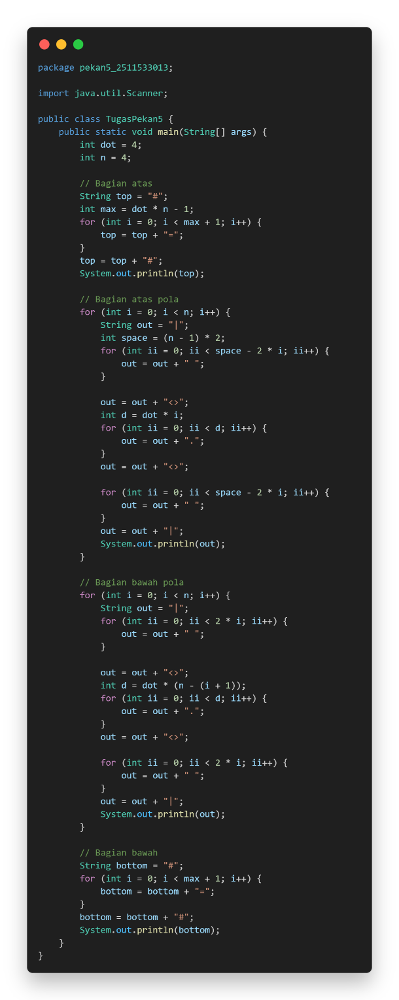 package pekan5_2511533013;

import java.util.Scanner;

public class TugasPekan5 {
    public static void main(String[] args) {
        int dot = 4;
        int n = 4;

        // Bagian atas
        String top = "#";
        int max = dot * n - 1;
        for (int i = 0; i < max + 1; i++) {
            top = top + "=";
        }
        top = top + "#";
        System.out.println(top);

        // Bagian atas pola
        for (int i = 0; i < n; i++) {
            String out = "|";
            int space = (n - 1) * 2;
            for (int ii = 0; ii < space - 2 * i; ii++) {
                out = out + " ";
            }

            out = out + "<>";
            int d = dot * i;
            for (int ii = 0; ii < d; ii++) {
                out = out + ".";
            }
            out = out + "<>";

            for (int ii = 0; ii < space - 2 * i; ii++) {
                out = out + " ";
            }
            out = out + "|";
            System.out.println(out);
        }

        // Bagian bawah pola
        for (int i = 0; i < n; i++) {
            String out = "|";
            for (int ii = 0; ii < 2 * i; ii++) {
                out = out + " ";
            }

            out = out + "<>";
            int d = dot * (n - (i + 1));
            for (int ii = 0; ii < d; ii++) {
                out = out + ".";
            }
            out = out + "<>";

            for (int ii = 0; ii < 2 * i; ii++) {
                out = out + " ";
            }
            out = out + "|";
            System.out.println(out);
        }

        // Bagian bawah
        String bottom = "#";
        for (int i = 0; i < max + 1; i++) {
            bottom = bottom + "=";
        }
        bottom = bottom + "#";
        System.out.println(bottom);
    }
}